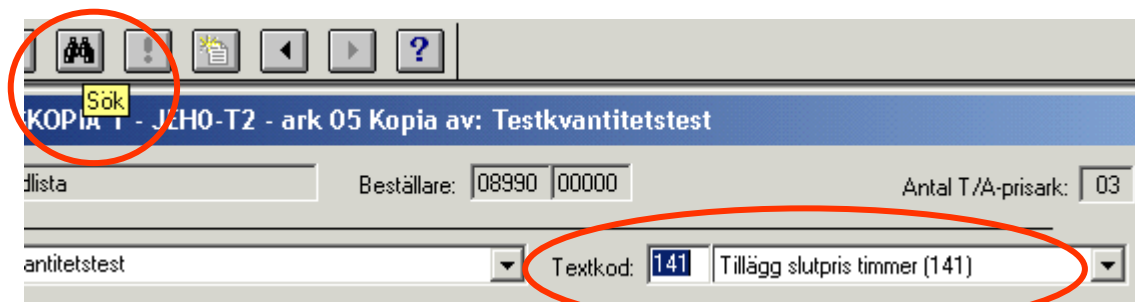 ?
Sök
KOPIA T - JEH0-T2 - ark 05 Kopia av: Testkvantitetstest
dlista Beställare: 08990 00000 Antal T/A-prisark: 03
antitetstest Textkod: 141 Tillägg slutpris timmer (141)